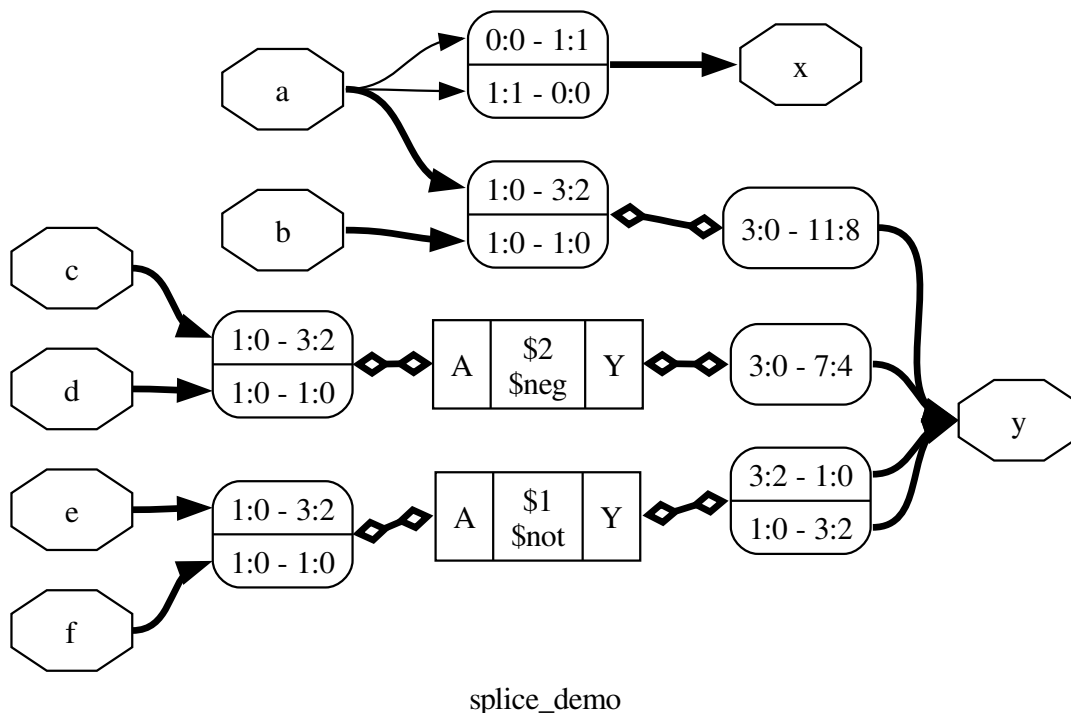 0:0 - 1:1
1:1 - 0:0
x
a
1:0 - 3:2
1:0 - 1:0
b
3:0 - 11:8
c
1:0 - 3:2
1:0 - 1:0
d
A
$2
$neg
Y
3:0 - 7:4
y
e
1:0 - 3:2
1:0 - 1:0
f
A
$1
$not
Y
3:2 - 1:0
1:0 - 3:2
splice_demo